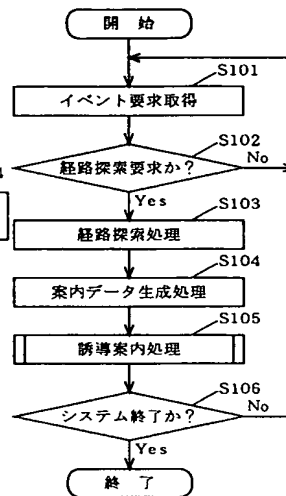 開 始
S101
イベント要求取得
S102
経路探索要求か?
No
Yes
S103
経路探索処理
S104
案内データ生成処理
S105
誘導案内処理
S106
システム終了か?
No
Yes
終 了